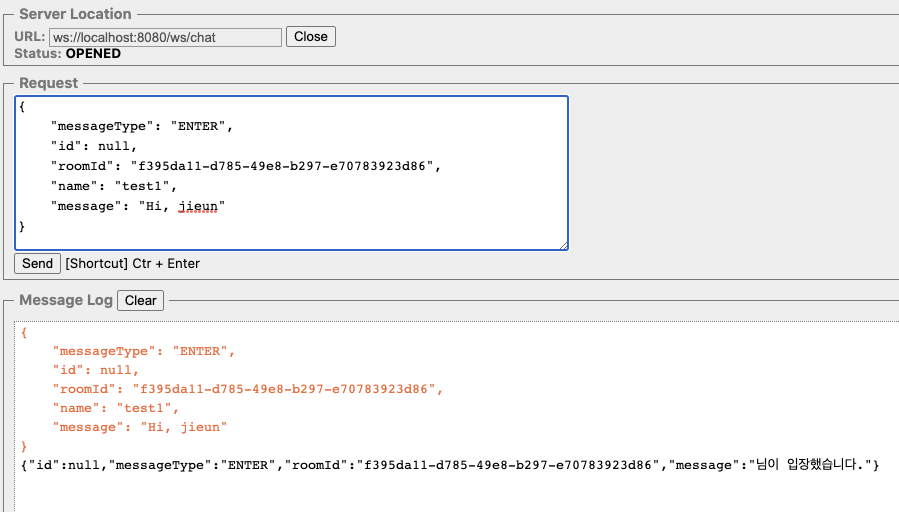 Server Location
URL: ws://localhost:8080/ws/chat Close
Status: OPENED
Request
{
    "messageType": "ENTER",
    "id": null,
    "roomId": "f395da11-d785-49e8-b297-e70783923d86",
    "name": "test1",
    "message": "Hi, jieun"
}
Send [Shortcut] Ctr + Enter
Message Log Clear
{
    "messageType": "ENTER",
    "id": null,
    "roomId": "f395da11-d785-49e8-b297-e70783923d86",
    "name": "test1",
    "message": "Hi, jieun"
}
{"id":null,"messageType":"ENTER","roomId":"f395da11-d785-49e8-b297-e70783923d86","message":"님이 입장했습니다."}